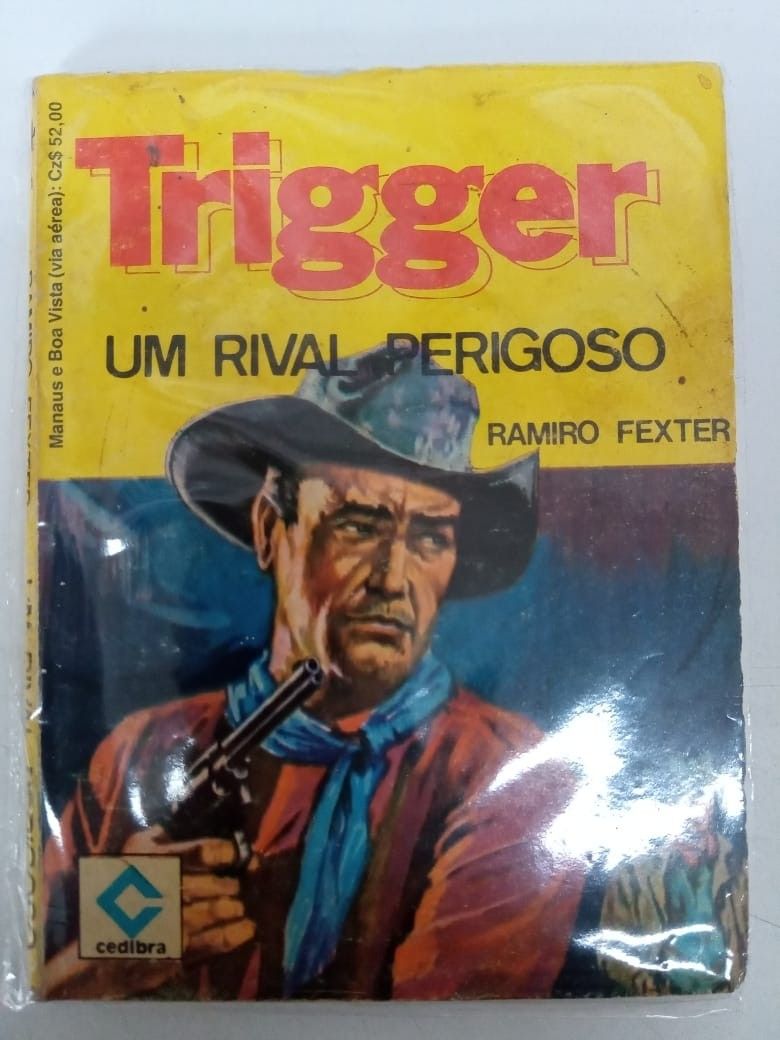 Manaus e Boa Vista (via aérea): Cz$ 52,00
Trigger
UM RIVAL PERIGOSO
RAMIRO FEXTER
cedibra